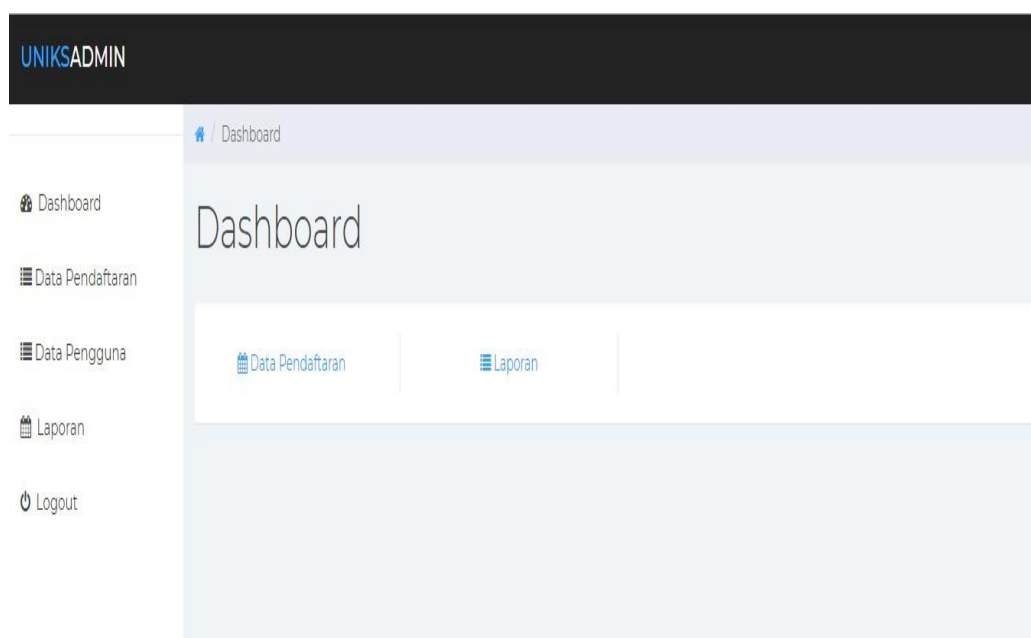 UNIKSADMIN
/ Dashboard
Dashboard
Data Pendaftaran
Data Pengguna
Laporan
Logout
Dashboard
Data Pendaftaran
Laporan